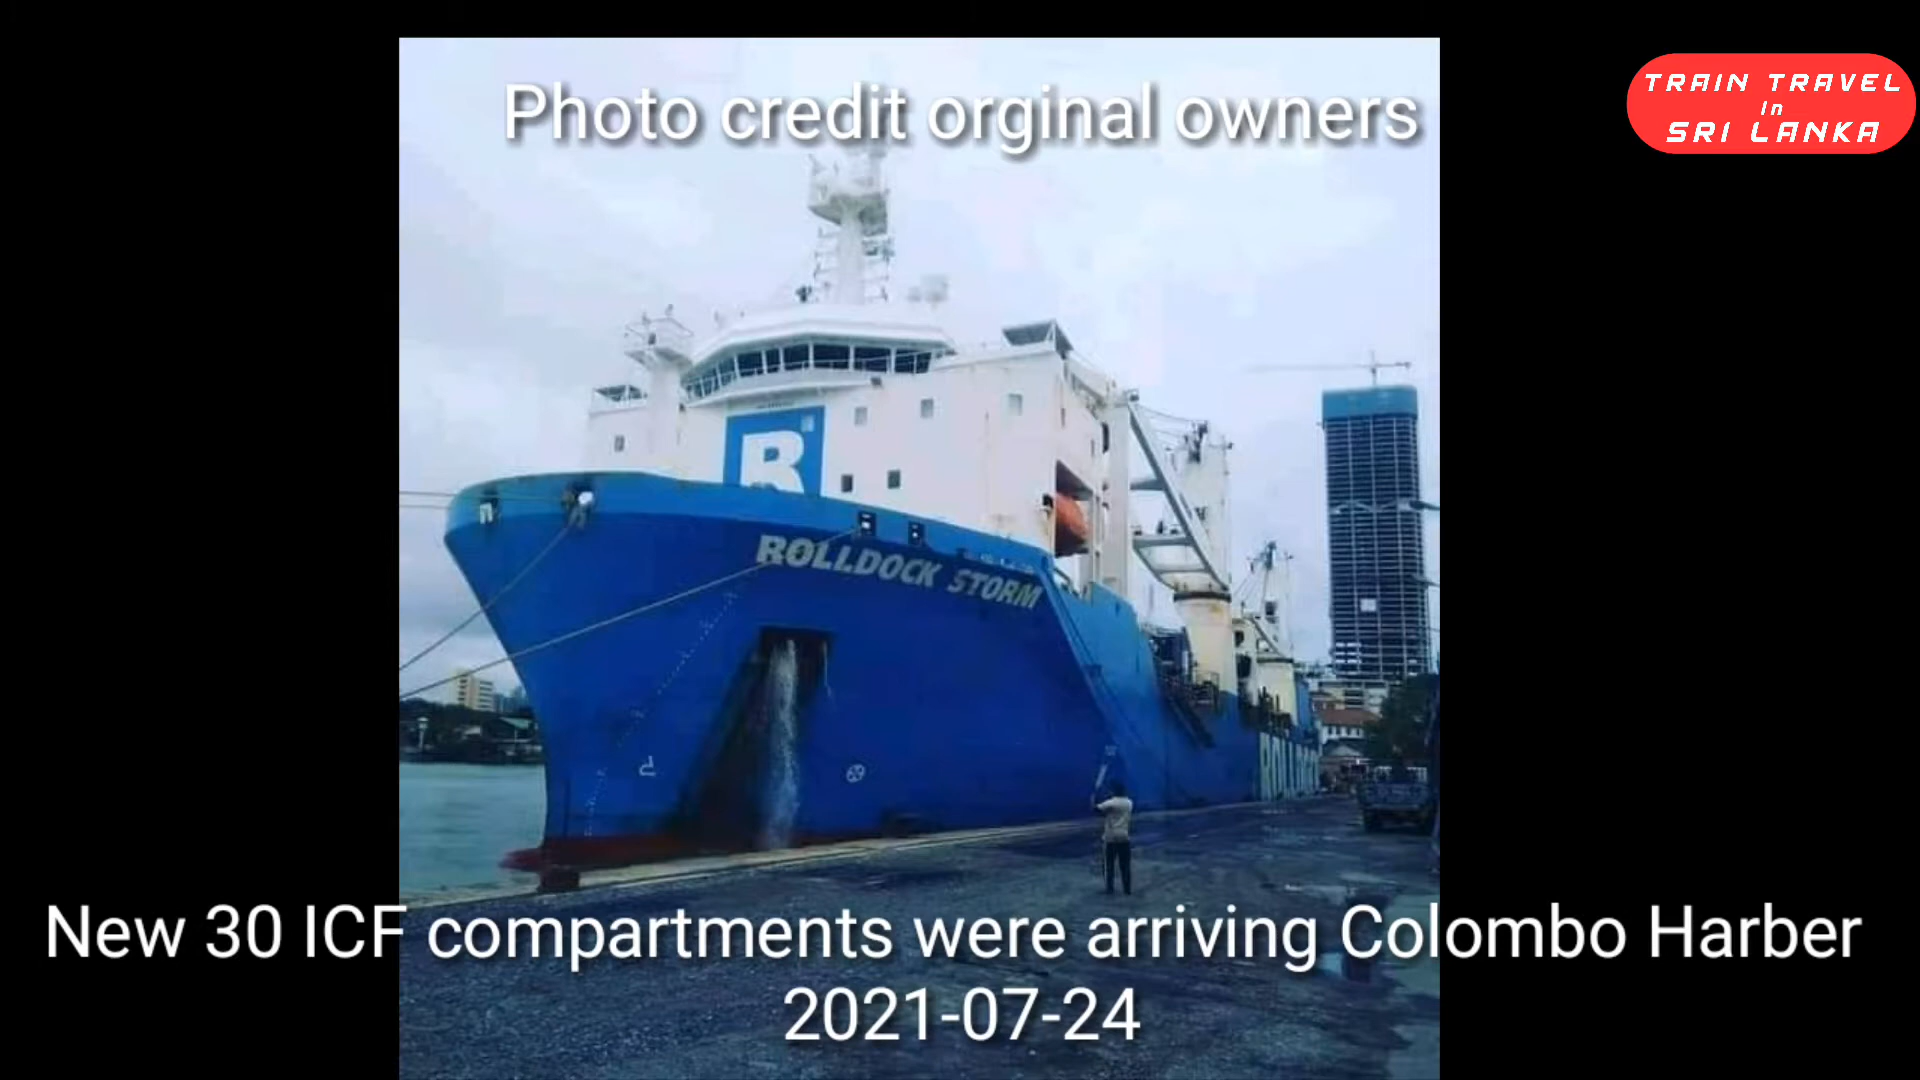 Photo credit orginal owners
TRAIN TRAVEL
In
SRI LANKA
R
ROLLDOCK STORM
New 30 ICF compartments were arriving Colombo Harber
2021-07-24